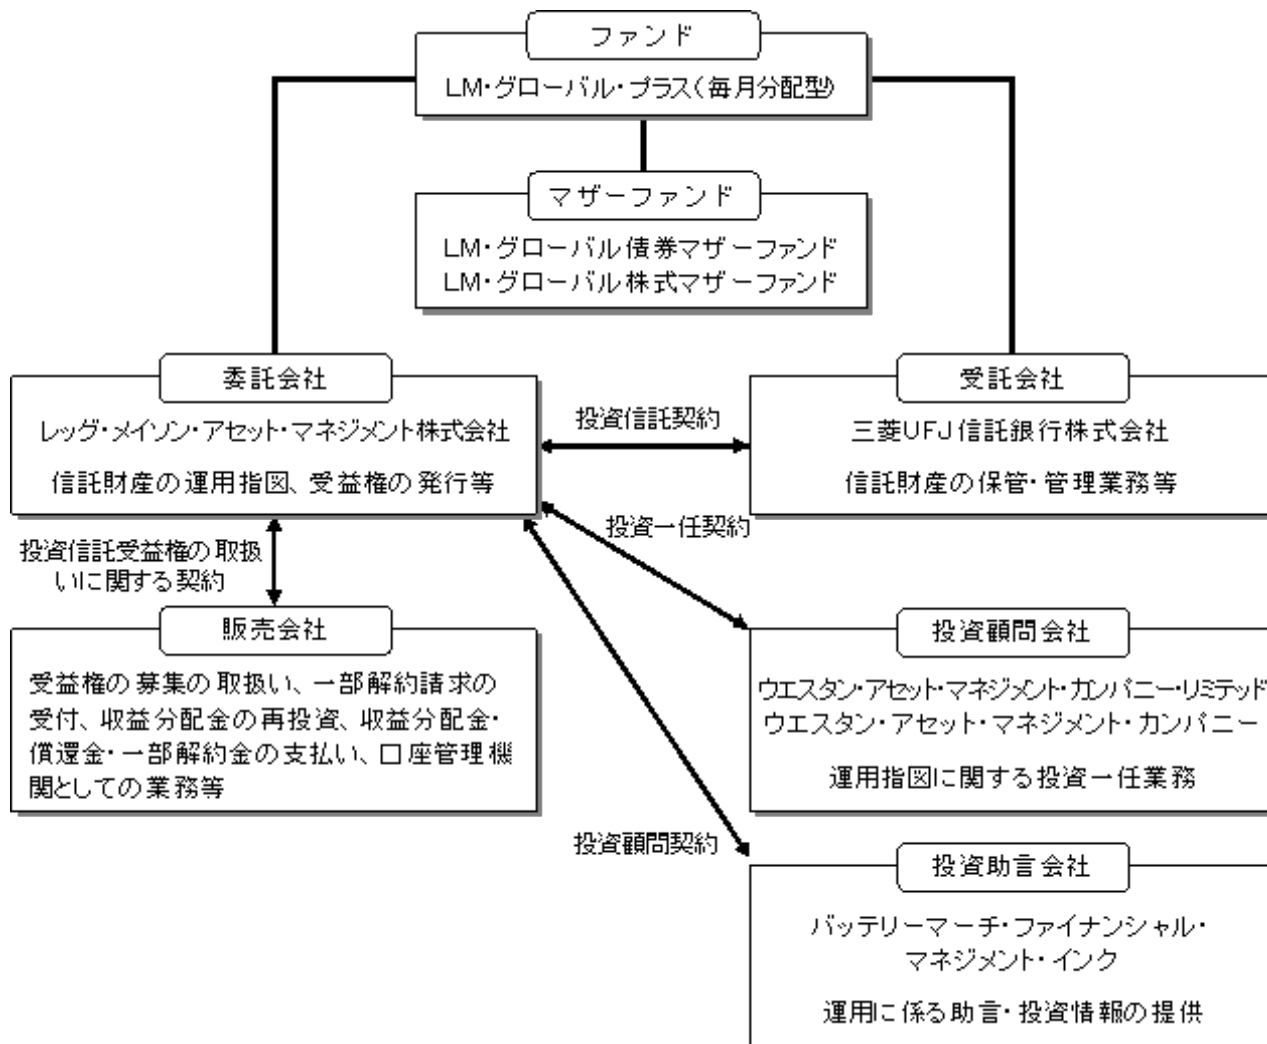 ファンド
LM・グローバル・プラス(毎月分配型)
マザーファンド
LM・グローバル債券マザーファンド
LM・グローバル株式マザーファンド
委託会社
レッグ・メイソン・アセット・マネジメント株式会社
信託財産の運用指図、受益権の発行等
投資信託契約
受託会社
三菱UFJ信託銀行株式会社
信託財産の保管・管理業務等
投資一任契約
投資信託受益権の取扱
いに関する契約
販売会社
受益権の募集の取扱い、一部解約請求の
受付、収益分配金の再投資、収益分配金・
償還金・一部解約金の支払い、口座管理機
関としての業務等
投資顧問会社
ウエスタン・アセット・マネジメント・カンパニー・リミテッド
ウエスタン・アセット・マネジメント・カンパニー
運用指図に関する投資一任業務
投資顧問契約
投資助言会社
バッテリーマーチ・ファイナンシャル・
マネジメント・インク
運用に係る助言・投資情報の提供